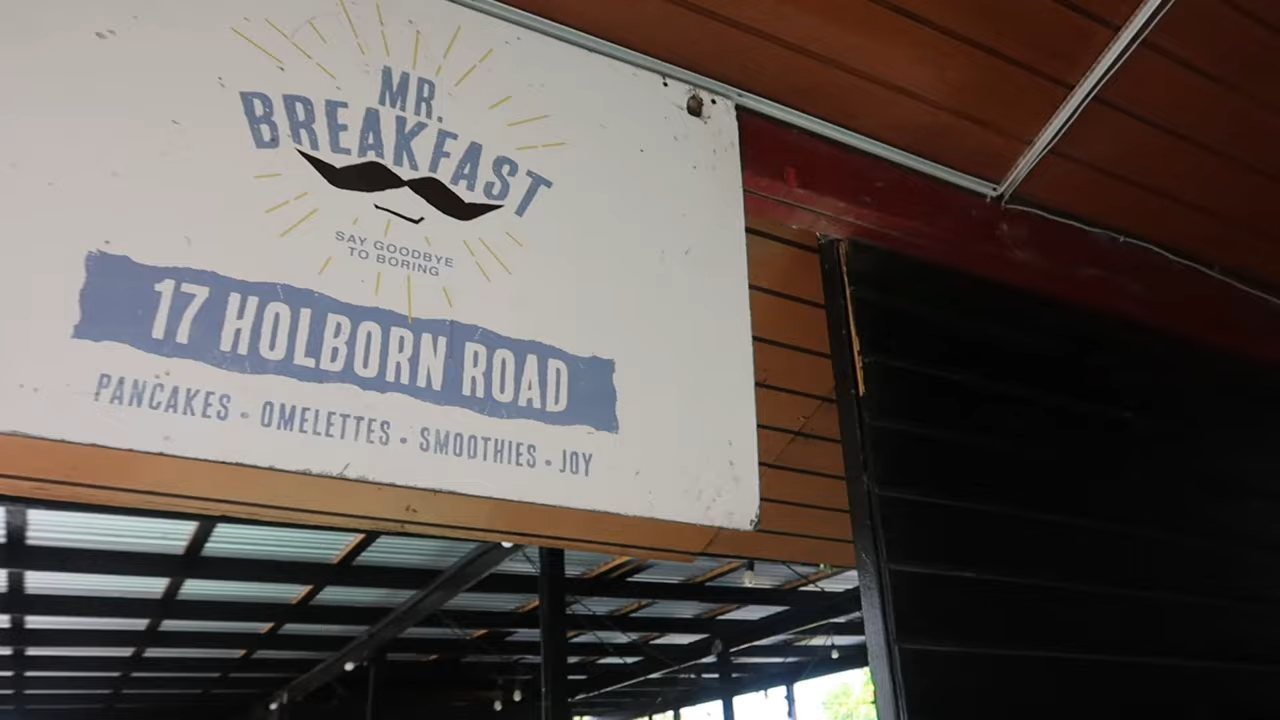 MR.
BREAKFAST
SAY GOODBYE
TO BORING
17 HOLBORN ROAD
PANCAKES • OMELETTES • SMOOTHIES • JOY